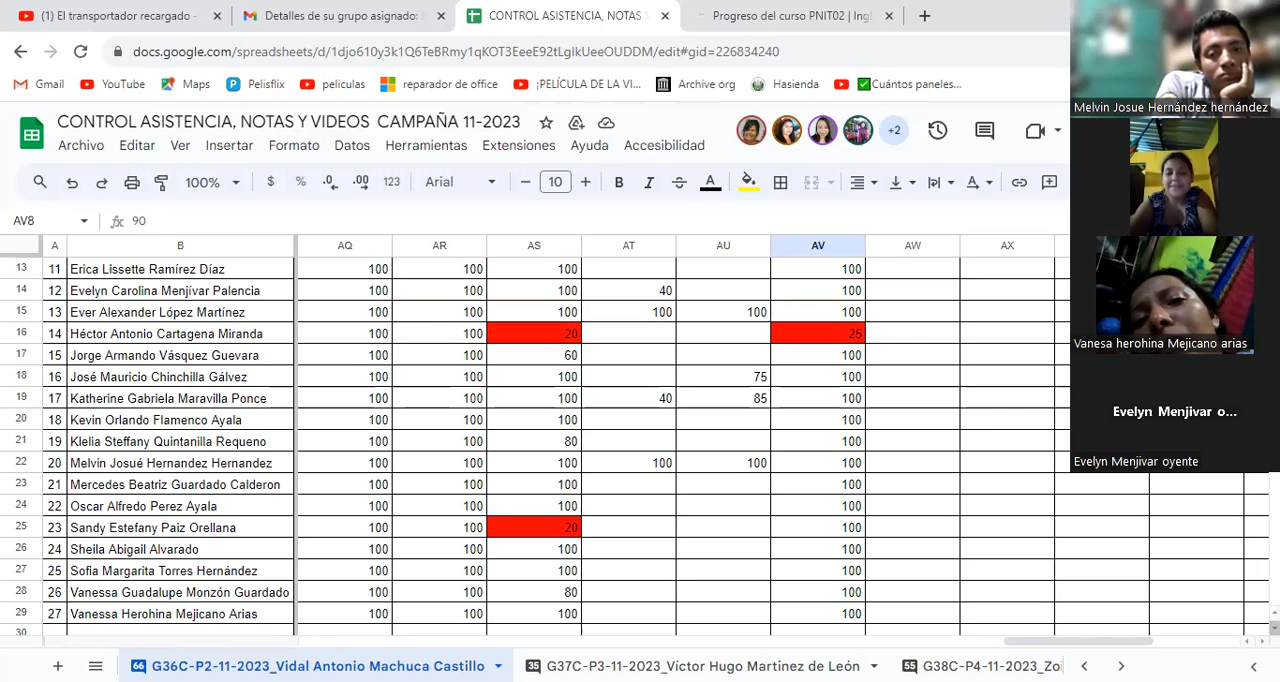 (1) El transportador recargado -
Detalles de su grupo asignado:
CONTROL ASISTENCIA, NOTAS Y
Progreso del curso PNIT02 | Ingl
docs.google.com/spreadsheets/d/1djo610y3k1Q6TeBRmy1qKOT3EeeE92tLgIkUeeOUDDM/edit#gid=226834240
Gmail YouTube Maps Pelisflix peliculas reparador de offic... ¡PELÍCULA DE LA VI... Archive org Hacienda Cuántos paneles...
CONTROL ASISTENCIA, NOTAS Y VIDEOS. CAMPAÑA 11-2023
Archivo Editar Ver Insertar Formato Datos Herramientas Extensiones Ayuda Accesibilidad
+2
100% $ % .0 .00 123 Arial 10 B I A
AV8 fx 90
A B AQ AR AS AT AU AV AW AX
13 11 Erica Lissette Ramírez Díaz 100 100 100 100
14 12 Evelyn Carolina Menjívar Palencia 100 100 100 40 100
15 13 Ever Alexander López Martínez 100 100 100 100 100 100
16 14 Héctor Antonio Cartagena Miranda 100 100 20 25
17 15 Jorge Armando Vásquez Guevara 100 100 60 100
18 16 José Mauricio Chinchilla Gálvez 100 100 100 75 100
19 17 Katherine Gabriela Maravilla Ponce 100 100 100 40 85 100
20 18 Kevin Orlando Flamenco Ayala 100 100 100 100
21 19 Klelia Steffany Quintanilla Requeno 100 100 80 100
22 20 Melvin Josué Hernandez Hernandez 100 100 100 100 100 100
23 21 Mercedes Beatriz Guardado Calderon 100 100 100 100
24 22 Oscar Alfredo Perez Ayala 100 100 100 100
25 23 Sandy Estefany Paiz Orellana 100 100 20 100
26 24 Sheila Abigail Alvarado 100 100 100 100
27 25 Sofia Margarita Torres Hernández 100 100 100 100
28 26 Vanessa Guadalupe Monzón Guardado 100 100 80 100
29 27 Vanessa Herohina Mejicano Arias 100 100 100 100
30
66 G36C-P2-11-2023_Vidal Antonio Machuca Castillo
35 G37C-P3-11-2023_Víctor Hugo Martinez de León
55 G38C-P4-11-2023_Zoi
Melvin Josue Hernández hernández
Vanesa herohina Mejicano arias
Evelyn Menjivar o...
Evelyn Menjivar oyente